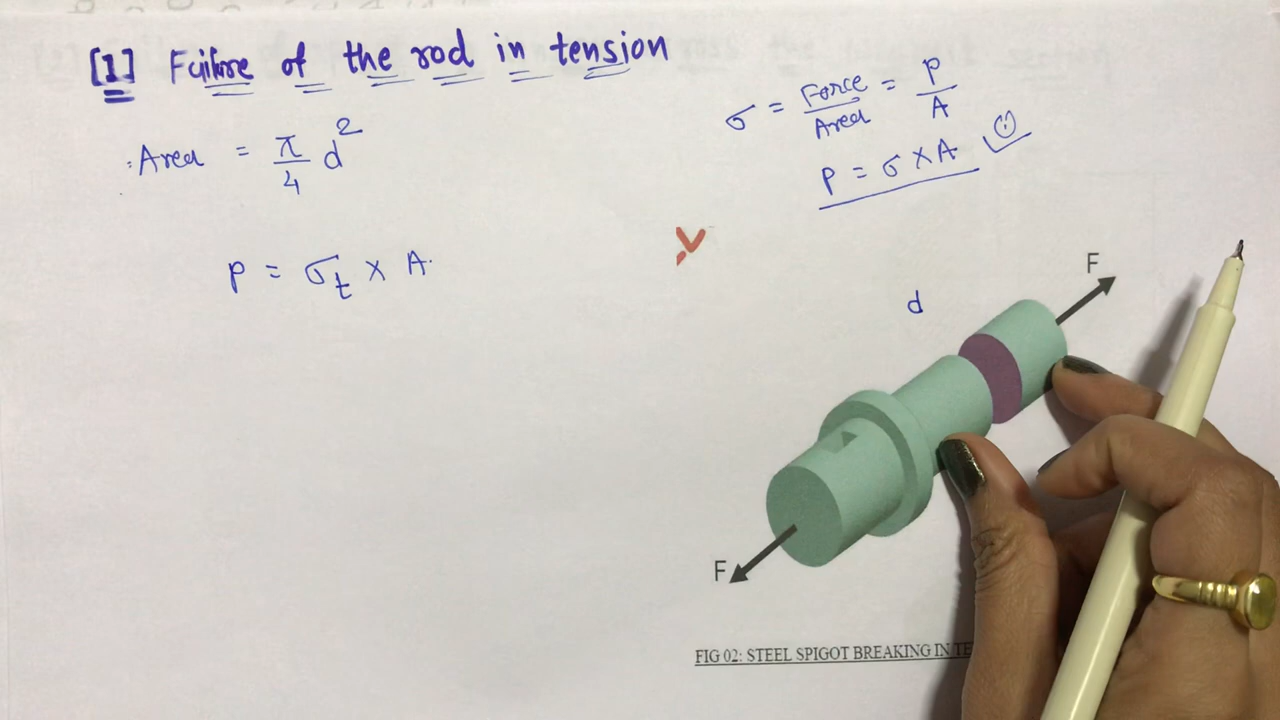 [1] Failure of the rod in tension
Area = π/4 d²
P = σt × A
σ = Force/Area = P/A
P = σ × A ①
d
F
F
FIG 02: STEEL SPIGOT BREAKING IN